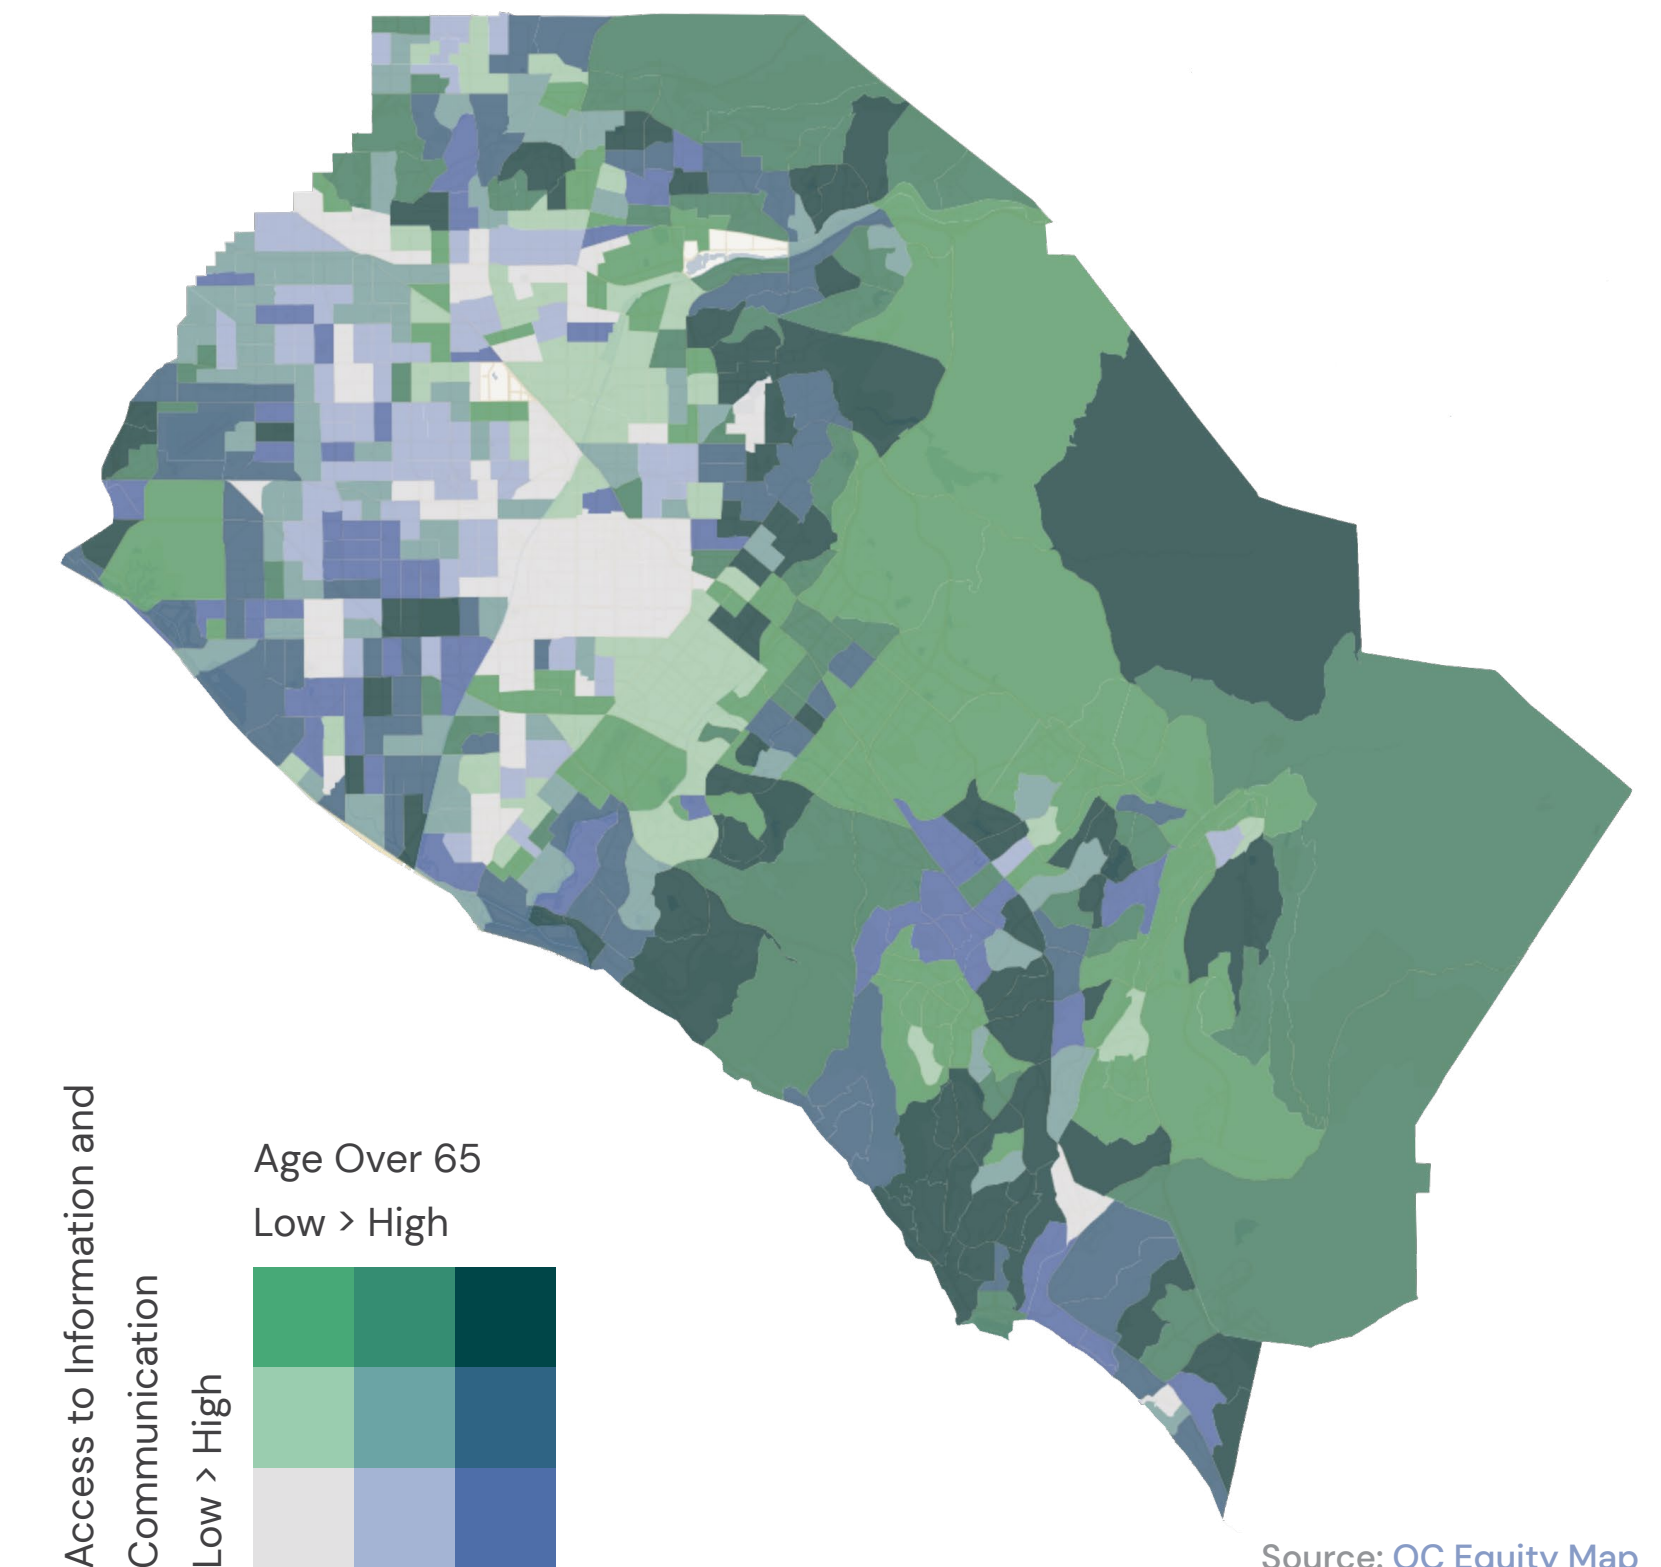 Age Over 65
Low > High
Access to Information and
Communication
Low > High
Source: OC Equity Map